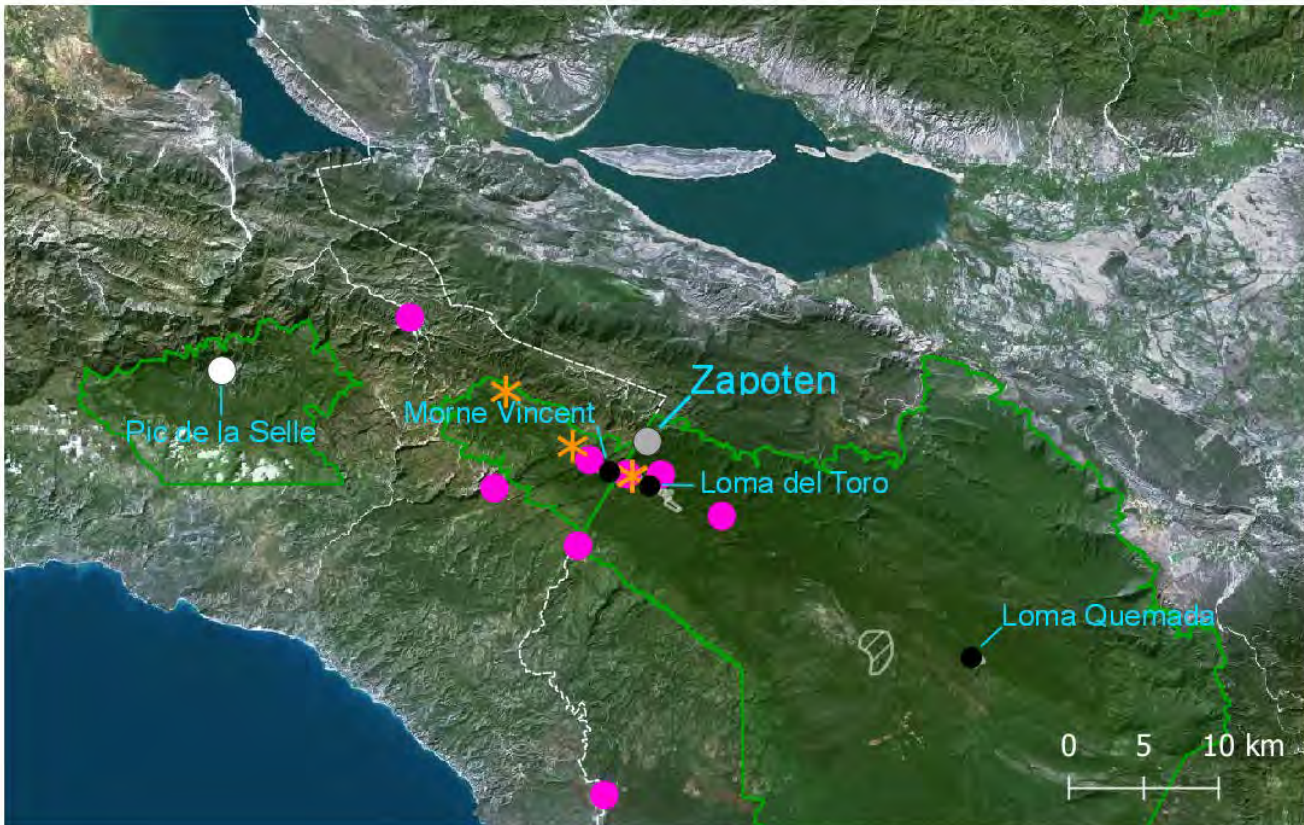 Zapoten
Morne Vincent
Pic de la Selle
Loma del Toro
Loma Quemada
0 5 10 km